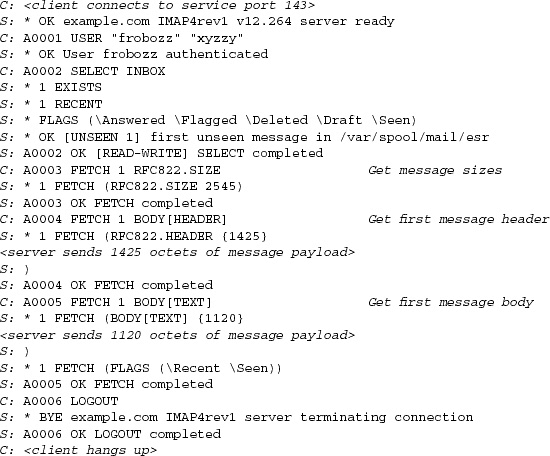 C: <client connects to service port 143>
S: * OK example.com IMAP4rev1 v12.264 server ready
C: A0001 USER "frobozz" "xyzzy"
S: * OK User frobozz authenticated
C: A0002 SELECT INBOX
S: * 1 EXISTS
S: * 1 RECENT
S: * FLAGS (\Answered \Flagged \Deleted \Draft \Seen)
S: * OK [UNSEEN 1] first unseen message in /var/spool/mail/esr
S: A0002 OK [READ-WRITE] SELECT completed
C: A0003 FETCH 1 RFC822.SIZE Get message sizes
S: * 1 FETCH (RFC822.SIZE 2545)
S: A0003 OK FETCH completed
C: A0004 FETCH 1 BODY[HEADER] Get first message header
S: * 1 FETCH (RFC822.HEADER {1425}
<server sends 1425 octets of message payload>
S: )
S: A0004 OK FETCH completed
C: A0005 FETCH 1 BODY[TEXT] Get first message body
S: * 1 FETCH (BODY[TEXT] {1120}
<server sends 1120 octets of message payload>
S: )
S: * 1 FETCH (FLAGS (\Recent \Seen))
S: A0005 OK FETCH completed
C: A0006 LOGOUT
S: * BYE example.com IMAP4rev1 server terminating connection
S: A0006 OK LOGOUT completed
C: <client hangs up>